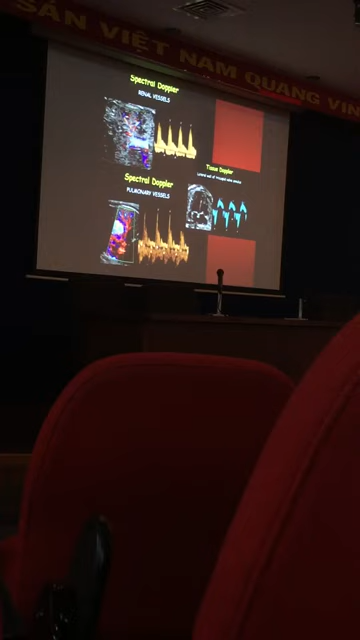 SẢN VIỆT NAM QUANG VIN
Spectral Doppler
RENAL VESSELS
Tissue Doppler
Spectral Doppler
PULMONARY VESSELS